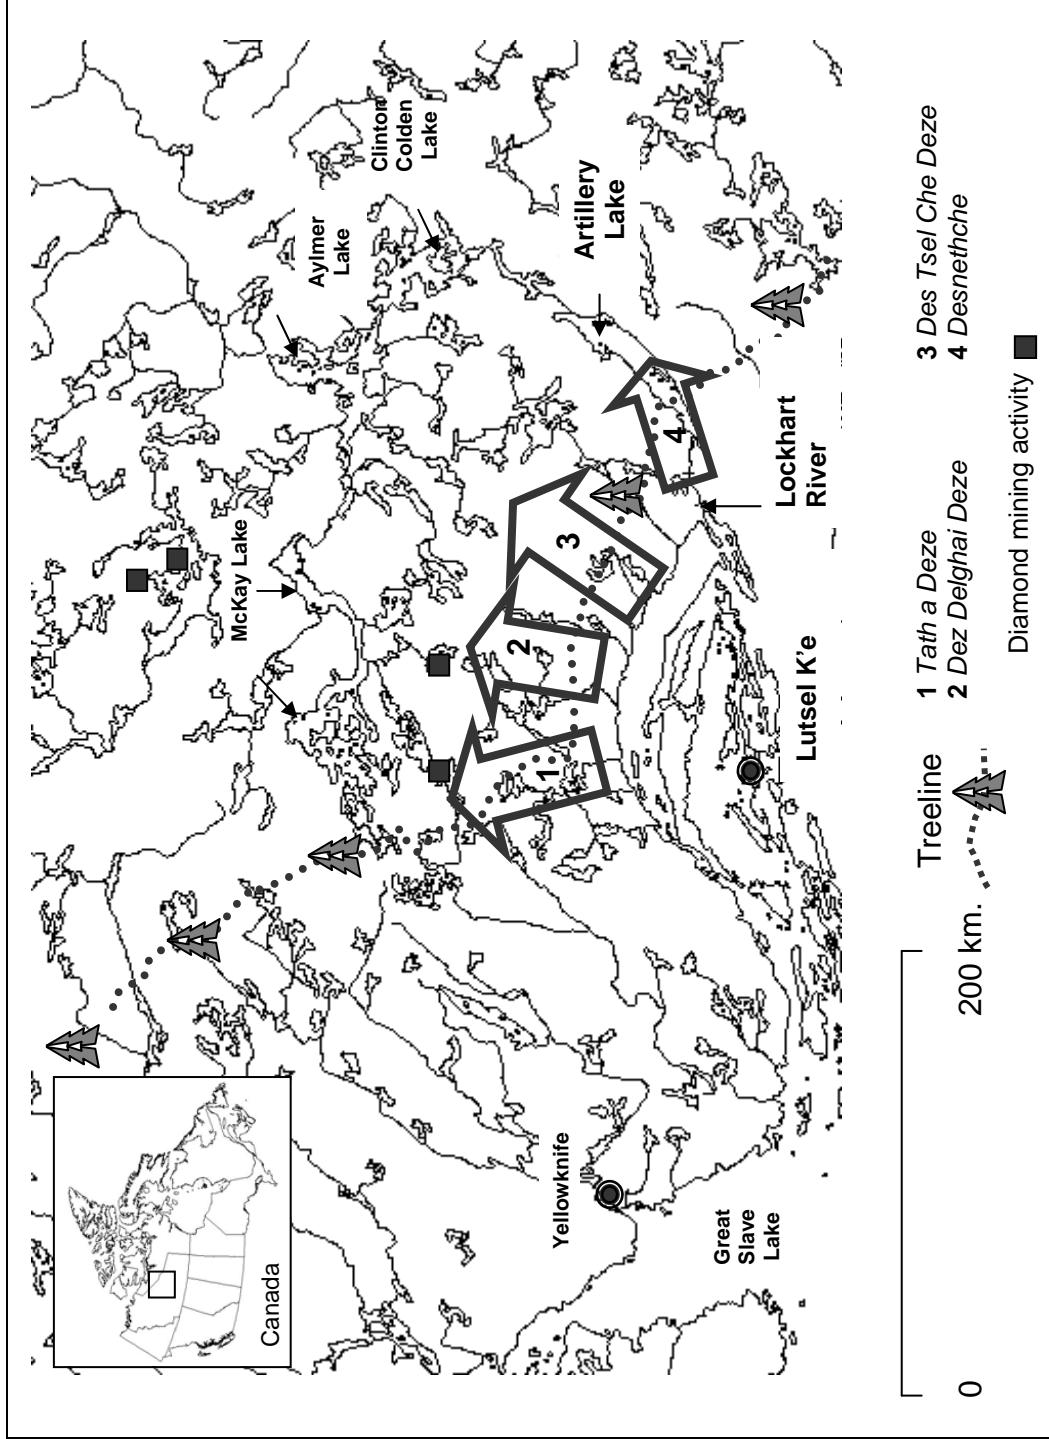 Canada
Yellowknife
Great
Slave
Lake
McKay Lake
Aylmer
Lake
Clinton
Colden
Lake
Artillery
Lake
Lockhart
River
Lutsel K'e
1
2
3
4
0
200 km.
Treeline
1 Tath a Deze
2 Dez Delghai Deze
3 Des Tsel Che Deze
4 Desnethche
Diamond mining activity